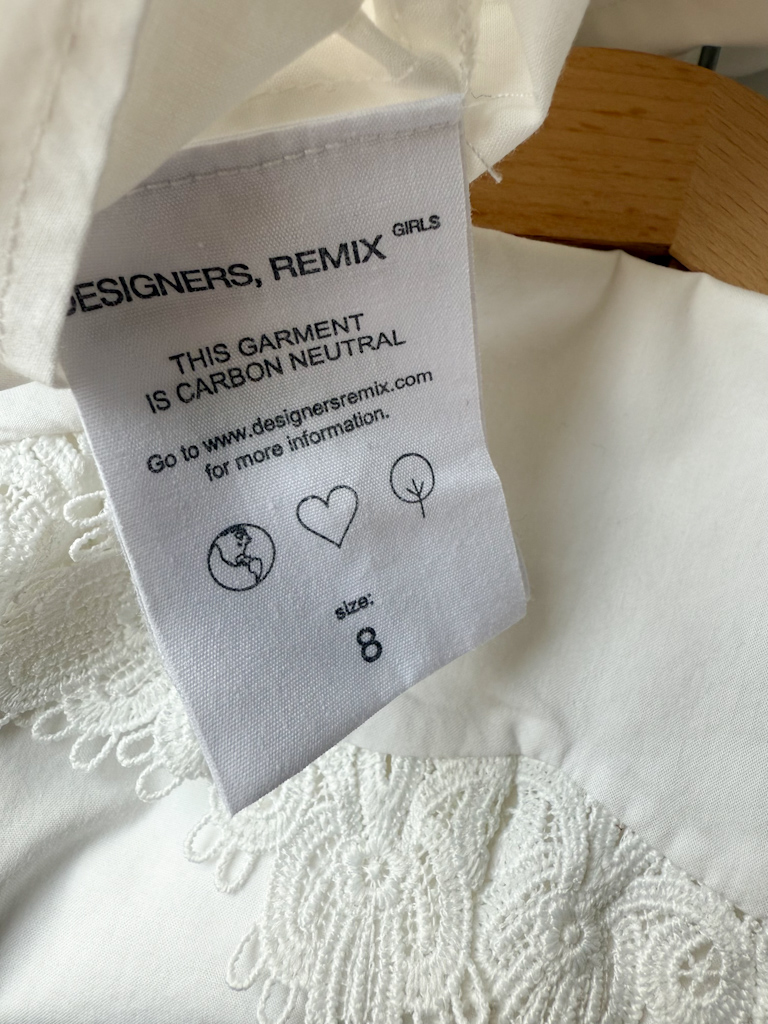 DESIGNERS, REMIX GIRLS
THIS GARMENT
IS CARBON NEUTRAL
Go to www.designersremix.com
for more information.
size:
8